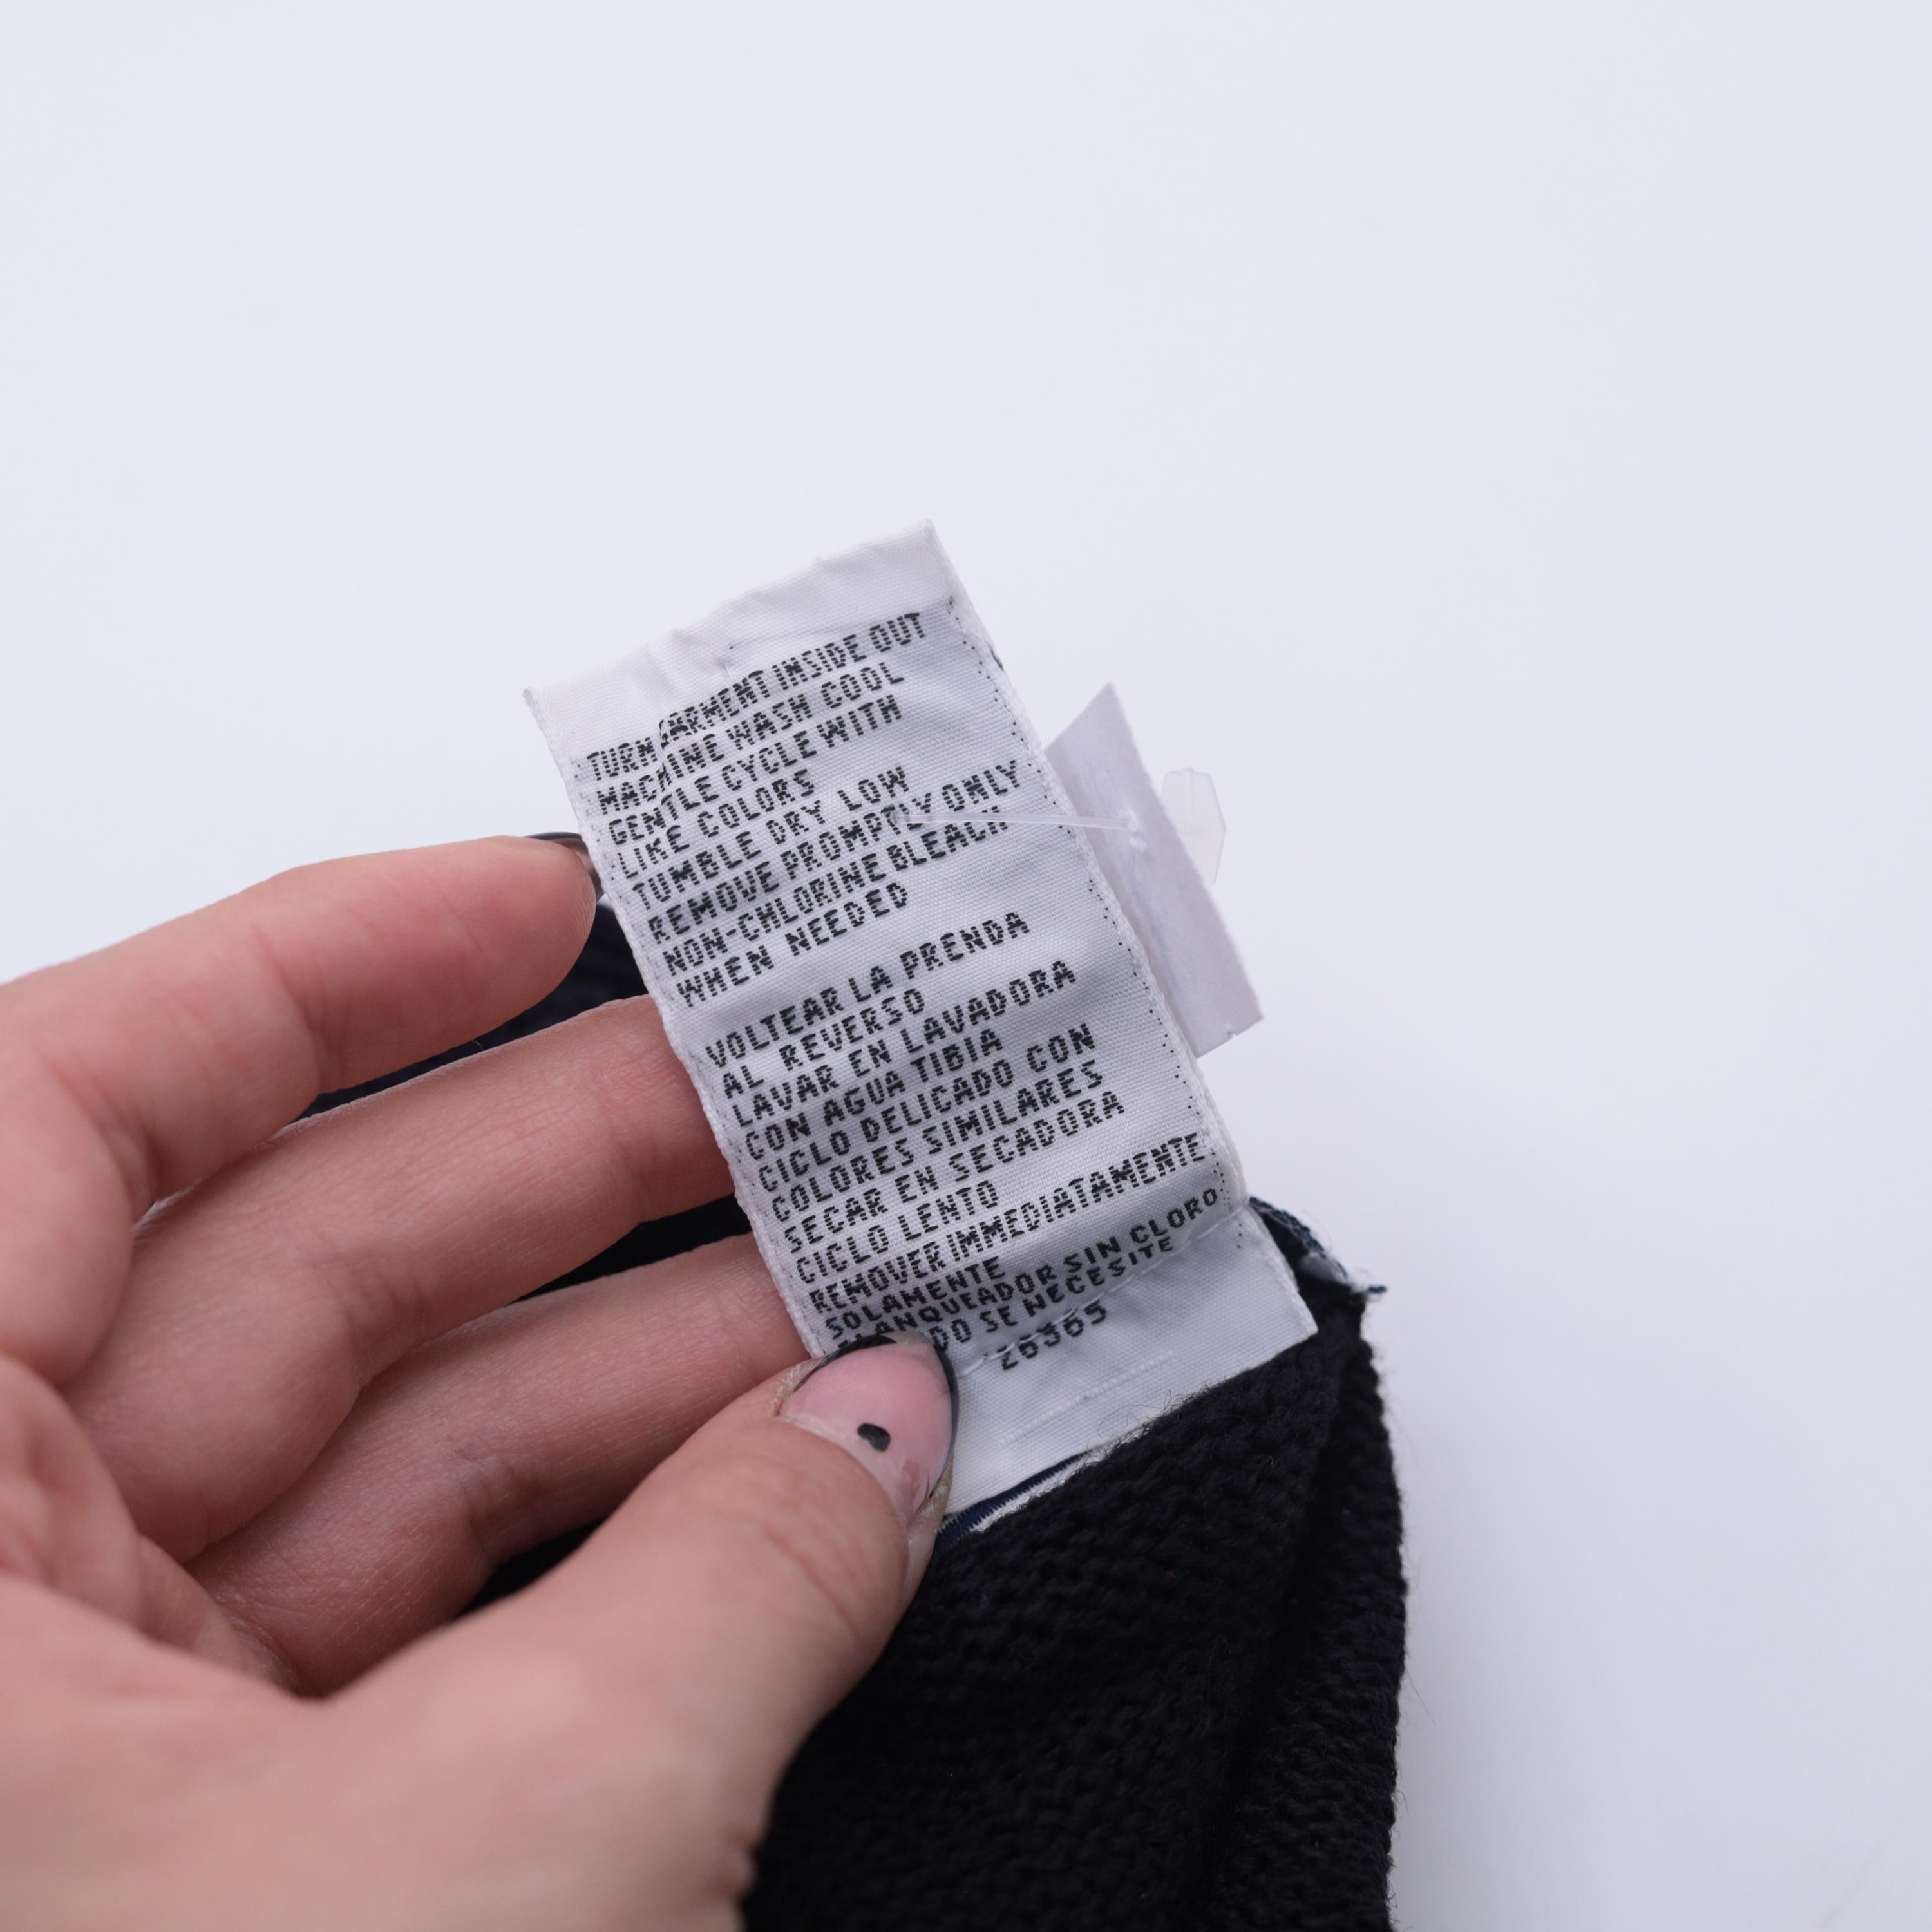 TURN GARMENT INSIDE OUT
MACHINE WASH COOL
GENTLE CYCLE WITH
LIKE COLORS
TUMBLE DRY LOW
REMOVE PROMPTLY ONLY
NON-CHLORINE BLEACH
WHEN NEEDED
VOLTEAR LA PRENDA
AL REVERSO
LAVAR EN LAVADORA
CON AGUA TIBIA
CICLO DELICADO CON
COLORES SIMILARES
SECAR EN SECADORA
CICLO LENTO
REMOVER IMMEDIATAMENTE
SOLAMENTE
BLANQUEADOR SIN CLORO
SE NECESITE
26365